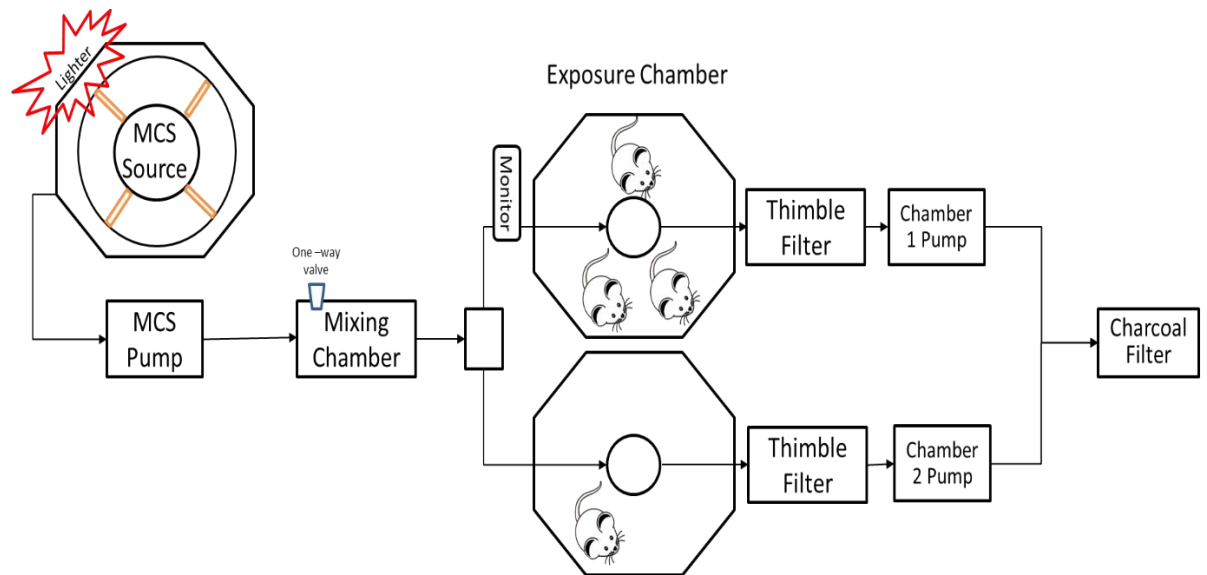 Lighter
MCS
Source
Exposure Chamber
Monitor
Thimble
Filter
Chamber
1 Pump
One –way
valve
MCS
Pump
Mixing
Chamber
Charcoal
Filter
Thimble
Filter
Chamber
2 Pump